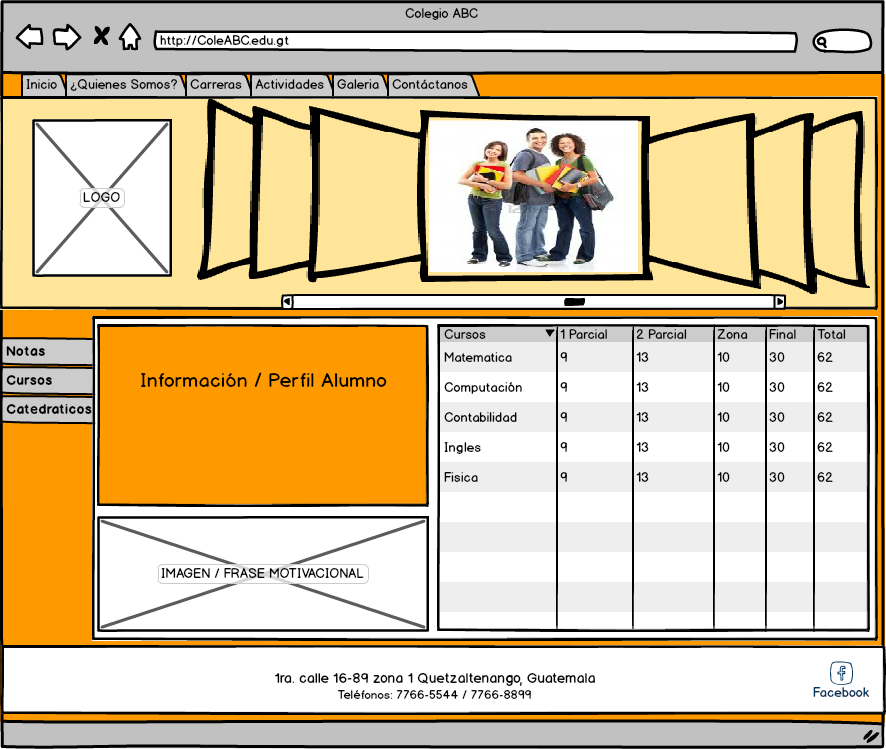 Colegio ABC
http://ColeABC.edu.gt
Inicio ¿Quienes Somos? Carreras Actividades Galeria Contáctanos
LOGO
Notas
Cursos
Catedraticos
Información / Perfil Alumno
IMAGEN / FRASE MOTIVACIONAL
Cursos 1 Parcial 2 Parcial Zona Final Total
Matematica 9 13 10 30 62
Computación 9 13 10 30 62
Contabilidad 9 13 10 30 62
Ingles 9 13 10 30 62
Fisica 9 13 10 30 62
1ra. calle 16-89 zona 1 Quetzaltenango, Guatemala
Teléfonos: 7766-5544 / 7766-8899
Facebook